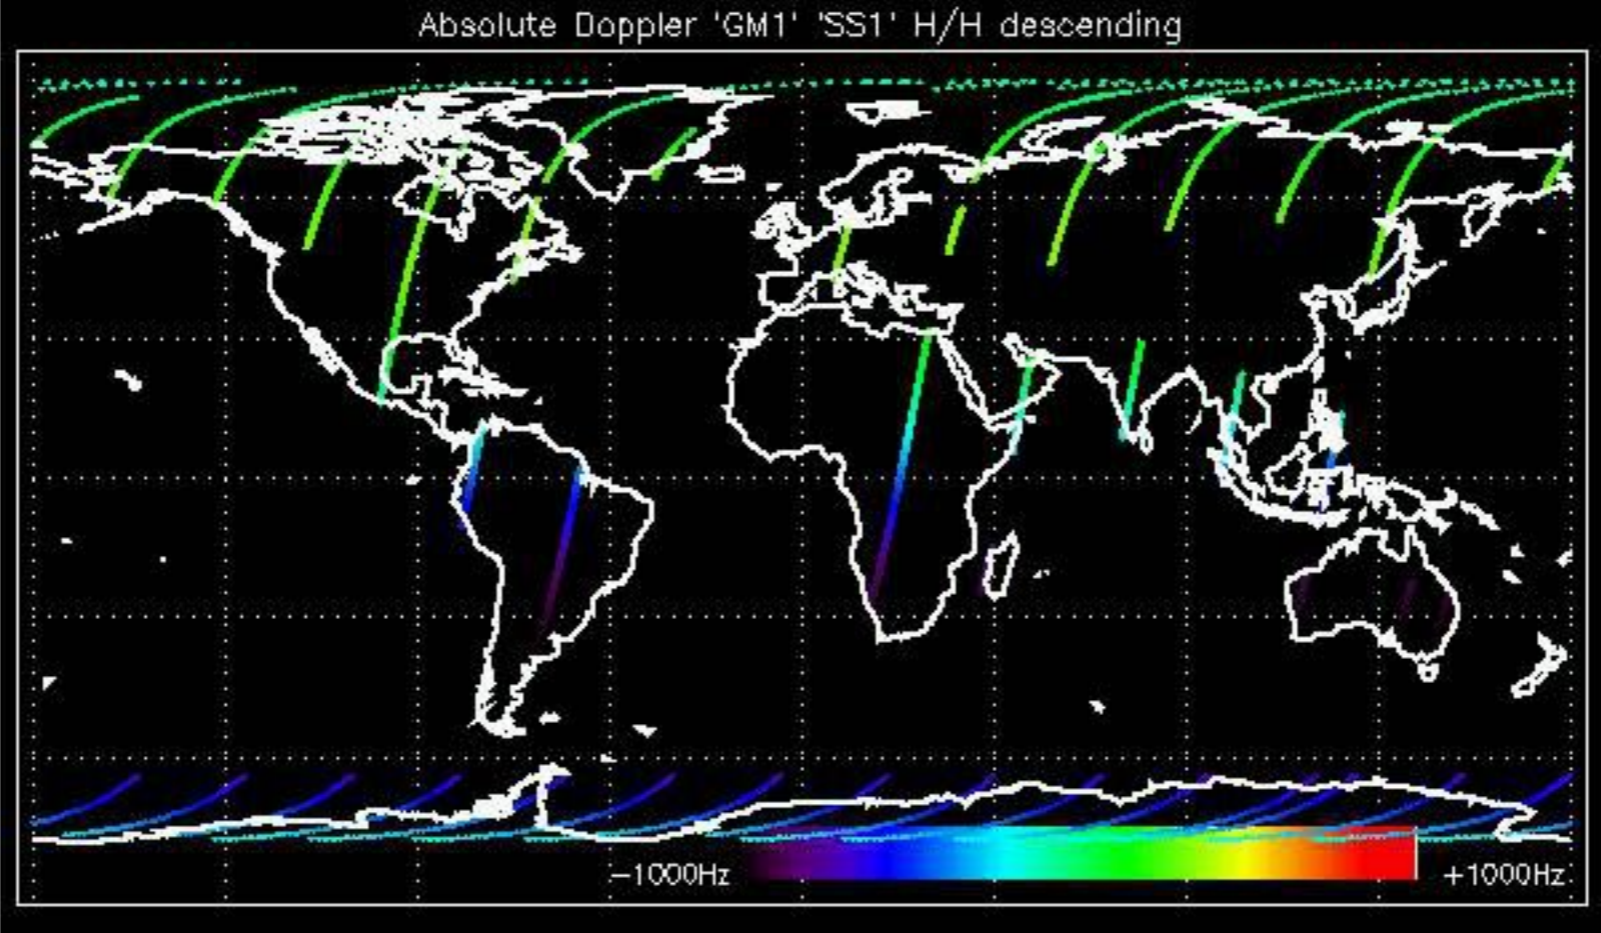 Absolute Doppler 'GM1' 'SS1' H/H descending
−1000Hz +1000Hz